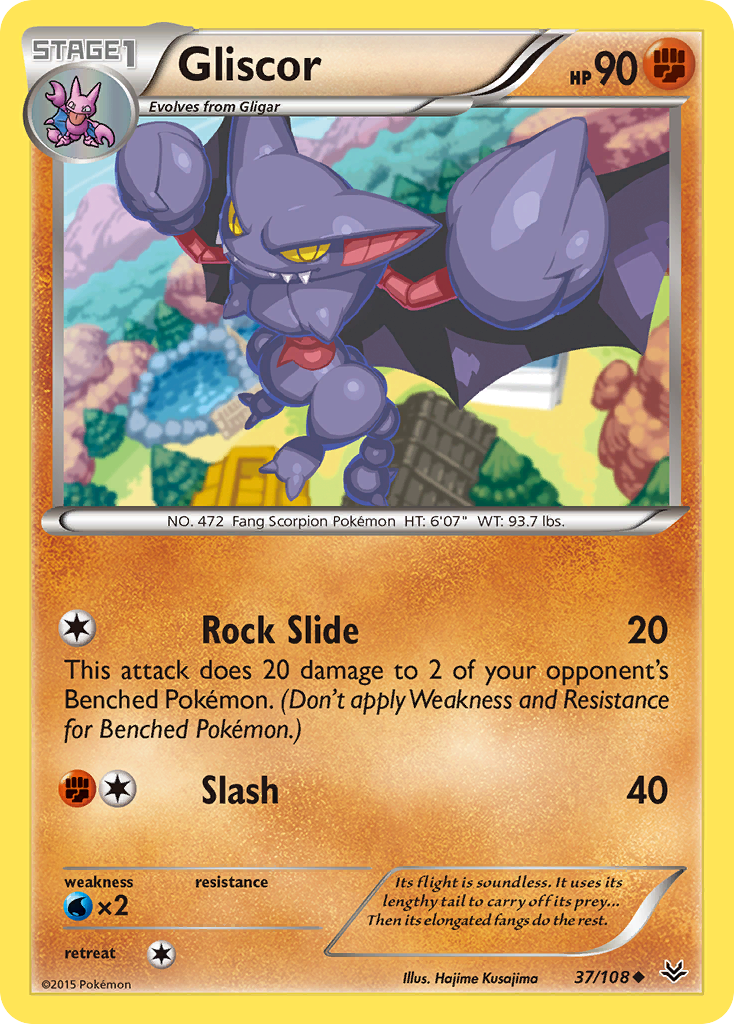 STAGE1
Gliscor
HP 90
Evolves from Gligar
NO. 472 Fang Scorpion Pokémon HT: 6'07" WT: 93.7 lbs.
Rock Slide 20
This attack does 20 damage to 2 of your opponent's
Benched Pokémon. (Don't apply Weakness and Resistance
for Benched Pokémon.)
Slash 40
weakness resistance
×2
retreat
Its flight is soundless. It uses its
lengthy tail to carry off its prey...
Then its elongated fangs do the rest.
©2015 Pokémon
Illus. Hajime Kusajima
37/108